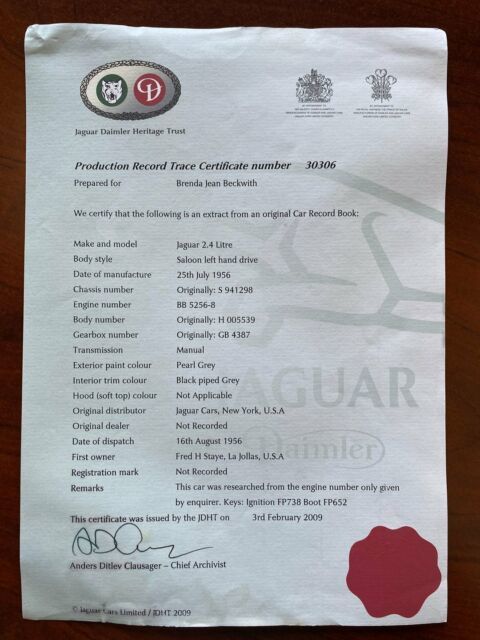 Jaguar Daimler Heritage Trust
Production Record Trace Certificate number 30306
Prepared for Brenda Jean Beckwith
We certify that the following is an extract from an original Car Record Book:
Make and model Jaguar 2.4 Litre
Body style Saloon left hand drive
Date of manufacture 25th July 1956
Chassis number Originally: S 941298
Engine number BB 5256-8
Body number Originally: H 005539
Gearbox number Originally: GB 4387
Transmission Manual
Exterior paint colour Pearl Grey
Interior trim colour Black piped Grey
Hood (soft top) colour Not Applicable
Original distributor Jaguar Cars, New York, U.S.A
Original dealer Not Recorded
Date of dispatch 16th August 1956
First owner Fred H Staye, La Jollas, U.S.A
Registration mark Not Recorded
Remarks This car was researched from the engine number only given
by enquirer. Keys: Ignition FP738 Boot FP652
JAGUAR
Daimler
This certificate was issued by the JDHT on 3rd February 2009
Anders Ditlev Clausager – Chief Archivist
© Jaguar Cars Limited / JDHT 2009